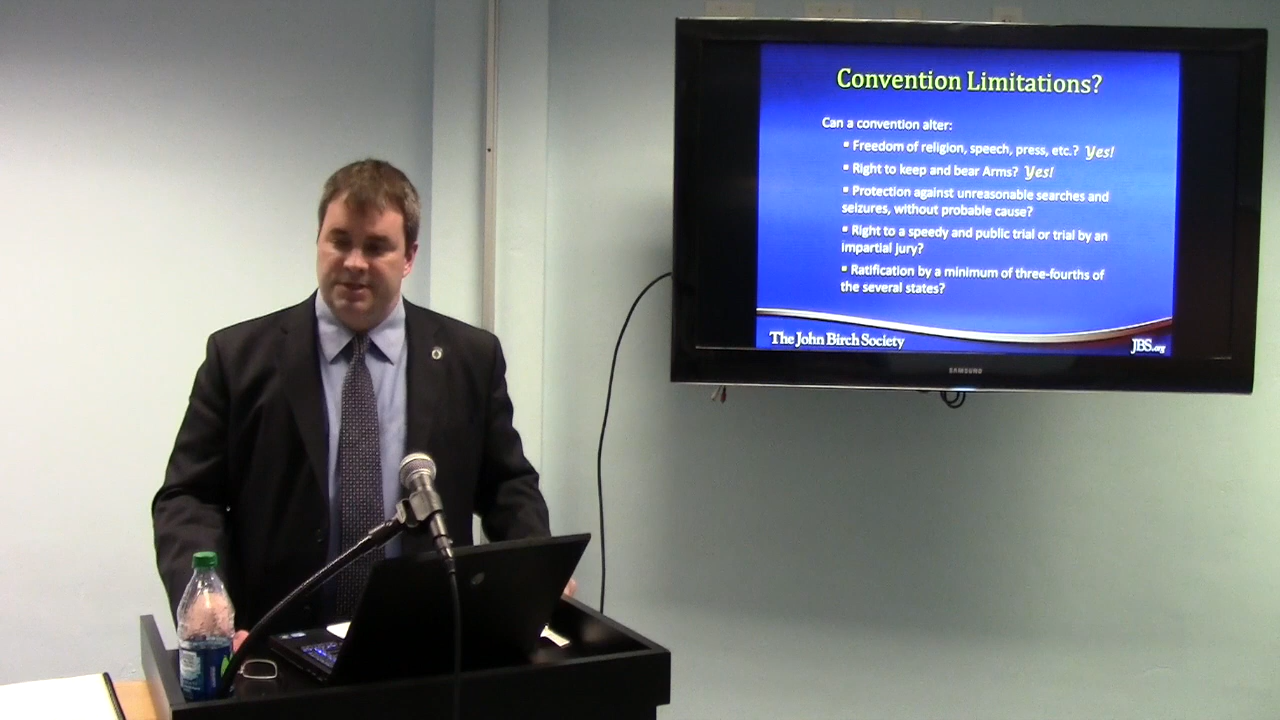 Convention Limitations?
Can a convention alter:
▪ Freedom of religion, speech, press, etc.? Yes!
▪ Right to keep and bear Arms? Yes!
▪ Protection against unreasonable searches and
seizures, without probable cause?
▪ Right to a speedy and public trial or trial by an
impartial jury?
▪ Ratification by a minimum of three-fourths of
the several states?
The John Birch Society
JBS.org
SAMSUNG